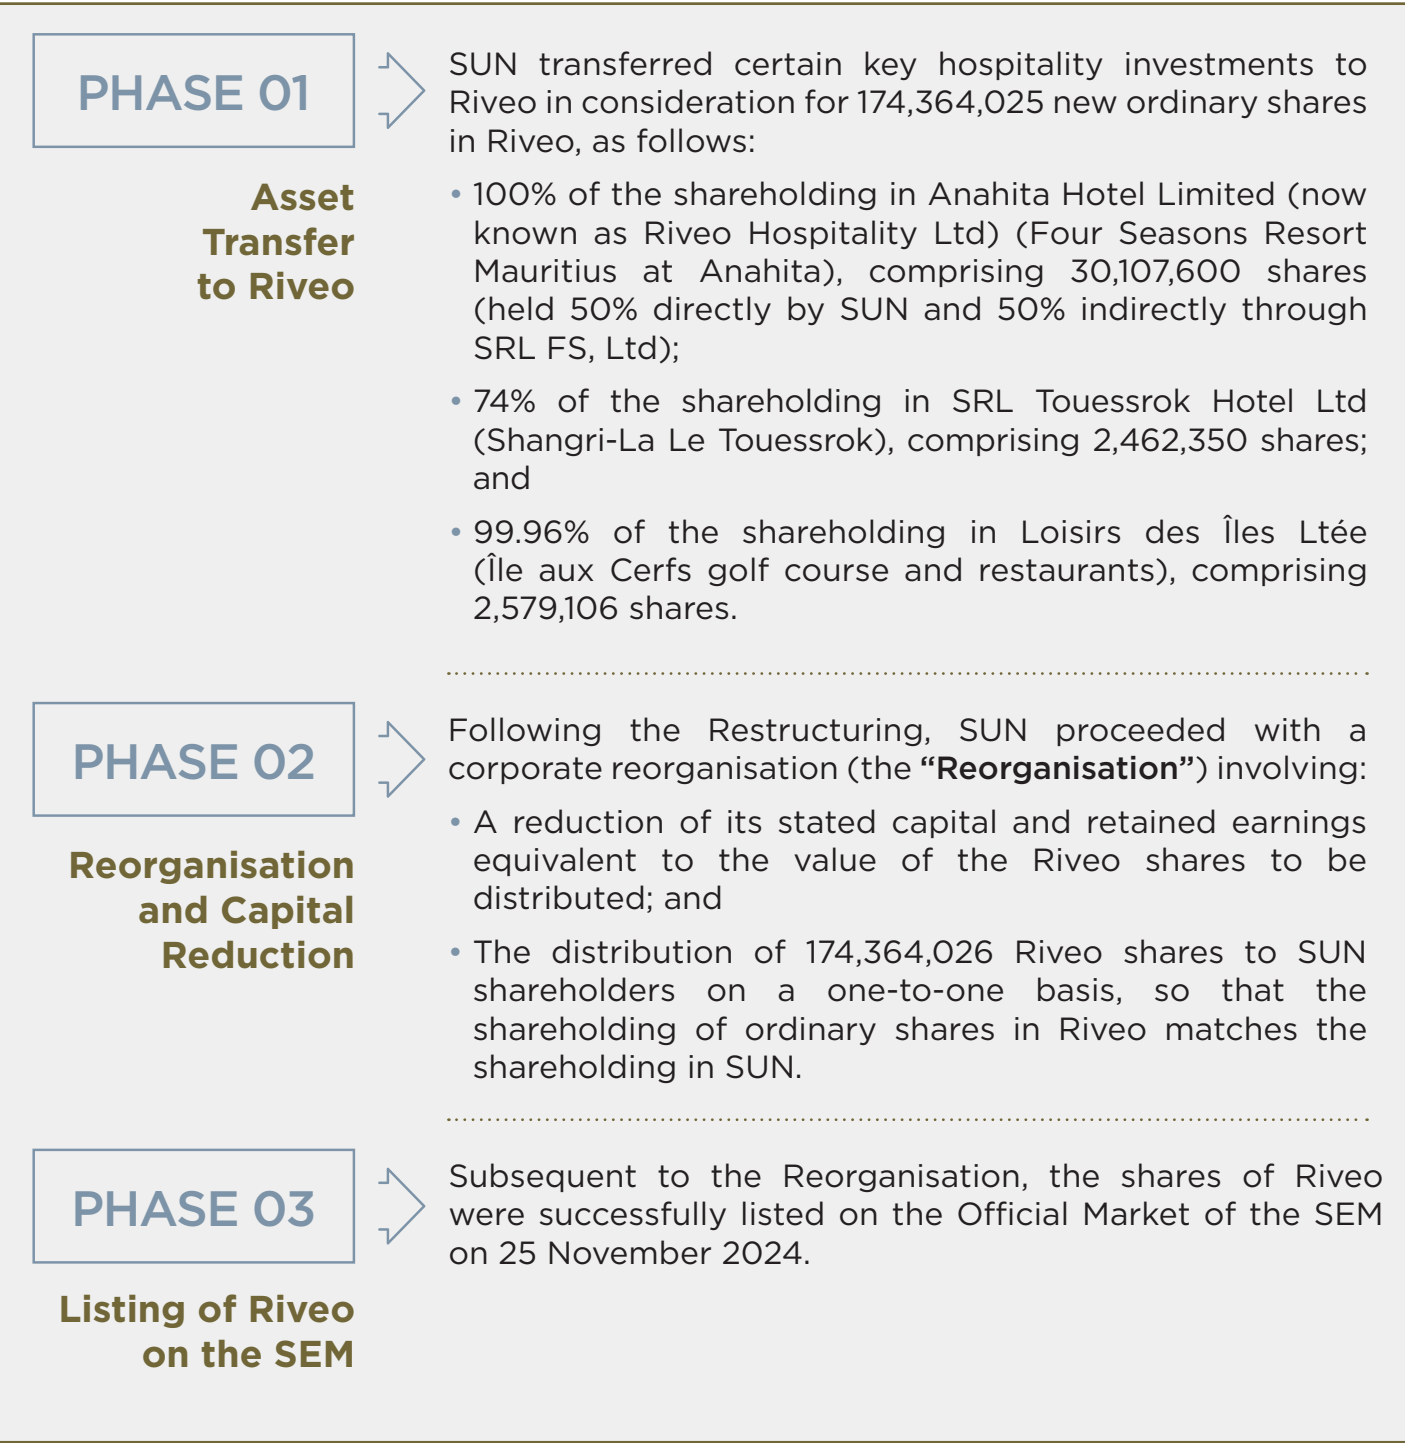 PHASE 01
Asset
Transfer
to Riveo
SUN transferred certain key hospitality investments to
Riveo in consideration for 174,364,025 new ordinary shares
in Riveo, as follows:
• 100% of the shareholding in Anahita Hotel Limited (now
known as Riveo Hospitality Ltd) (Four Seasons Resort
Mauritius at Anahita), comprising 30,107,600 shares
(held 50% directly by SUN and 50% indirectly through
SRL FS, Ltd);
• 74% of the shareholding in SRL Touessrok Hotel Ltd
(Shangri-La Le Touessrok), comprising 2,462,350 shares;
and
• 99.96% of the shareholding in Loisirs des Îles Ltée
(Île aux Cerfs golf course and restaurants), comprising
2,579,106 shares.
PHASE 02
Reorganisation
and Capital
Reduction
Following the Restructuring, SUN proceeded with a
corporate reorganisation (the “Reorganisation”) involving:
• A reduction of its stated capital and retained earnings
equivalent to the value of the Riveo shares to be
distributed; and
• The distribution of 174,364,026 Riveo shares to SUN
shareholders on a one-to-one basis, so that the
shareholding of ordinary shares in Riveo matches the
shareholding in SUN.
PHASE 03
Listing of Riveo
on the SEM
Subsequent to the Reorganisation, the shares of Riveo
were successfully listed on the Official Market of the SEM
on 25 November 2024.